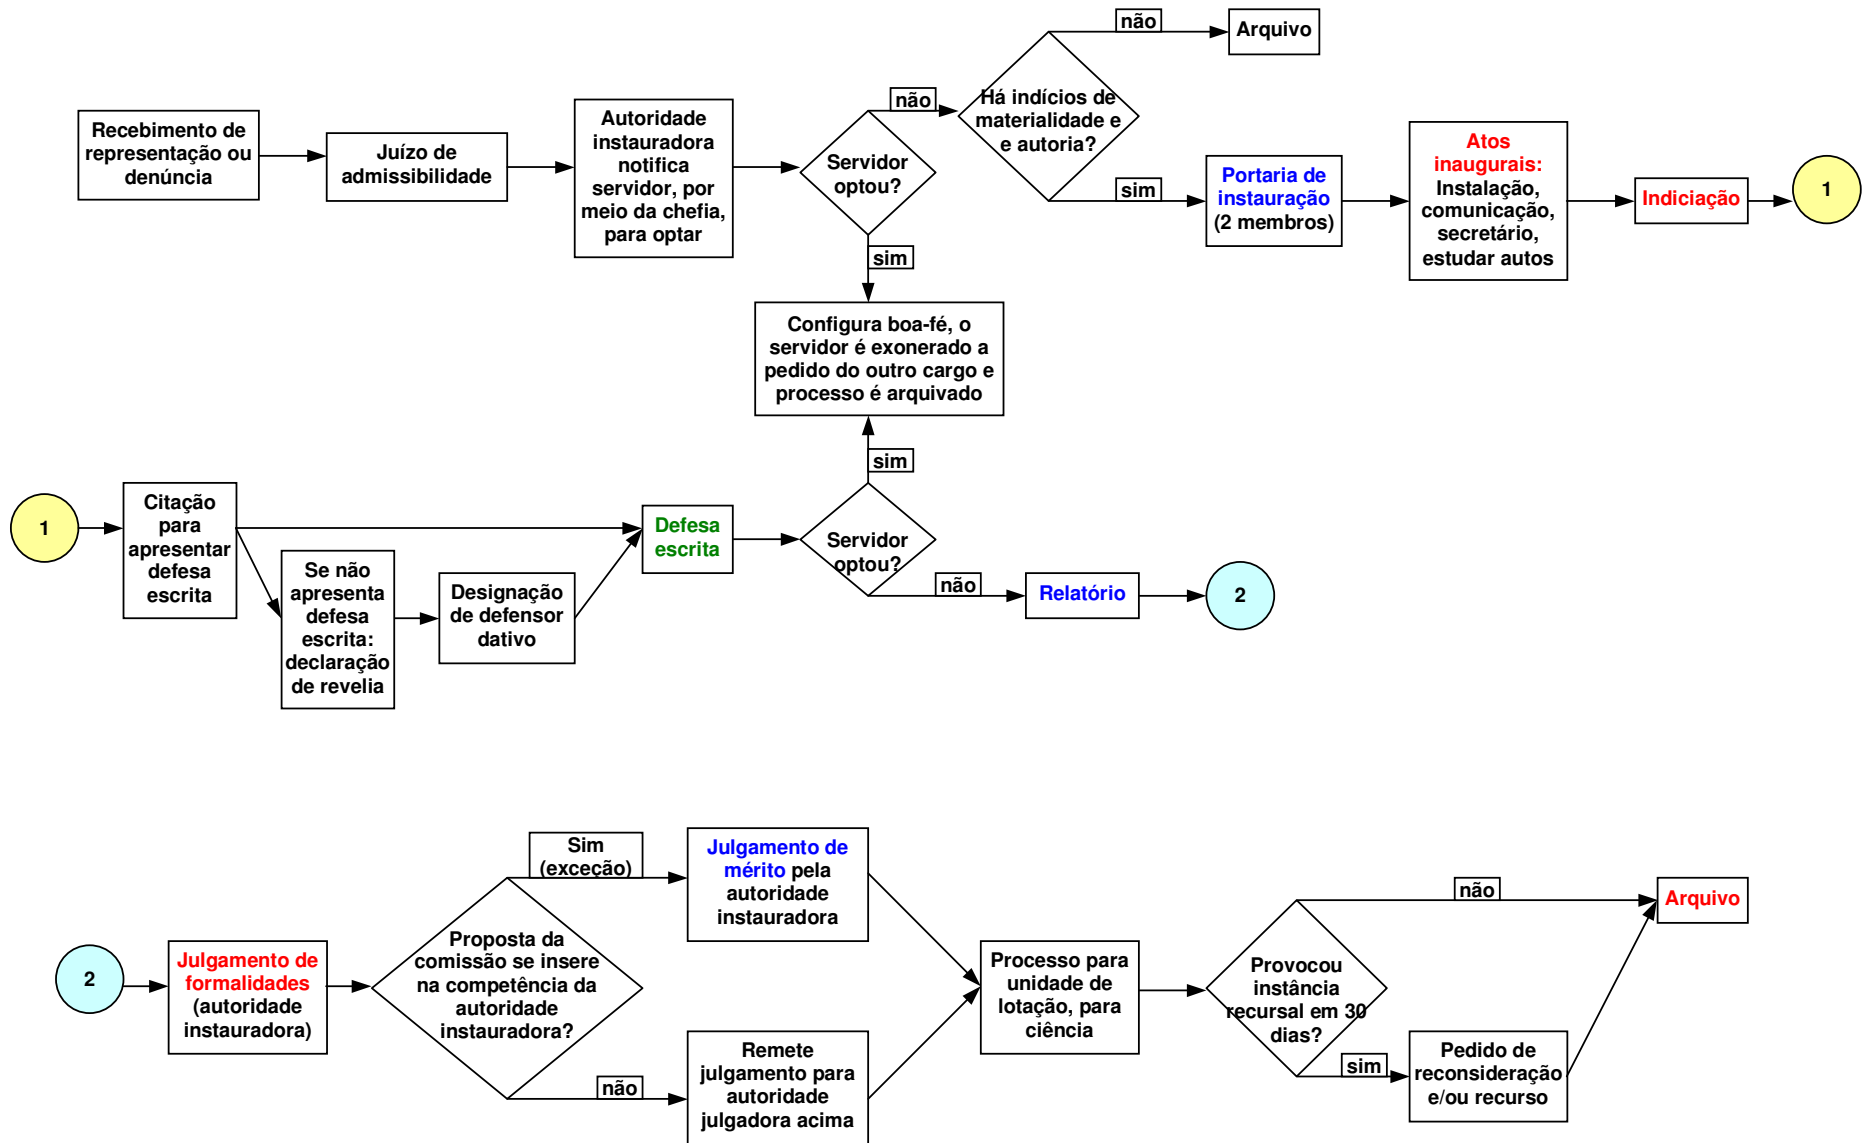 Recebimento de
representação ou
denúncia
Juízo de
admissibilidade
Autoridade
instauradora
notifica
servidor, por
meio da chefia,
para optar
Servidor
optou?
não
sim
Há indícios de
materialidade e
e autoria?
não
Arquivo
sim
Portaria de
instauração
(2 membros)
Atos
inaugurais:
Instalação,
comunicação,
secretário,
estudar autos
Indiciação
1
Configura boa-fé, o
servidor é exonerado a
pedido do outro cargo e
processo é arquivado
sim
1
Citação
para
apresentar
defesa
escrita
Se não
apresenta
defesa
escrita:
declaração
de revelia
Designação
de defensor
dativo
Defesa
escrita
Servidor
optou?
não
Relatório
2
2
Julgamento de
formalidades
(autoridade
instauradora)
Proposta da
comissão se insere
na competência da
autoridade
instauradora?
Sim
(exceção)
Julgamento de
mérito pela
autoridade
instauradora
não
Remete
julgamento para
autoridade
julgadora acima
Processo para
unidade de
lotação, para
ciência
Provocou
instância
recursal em 30
dias?
não
Arquivo
sim
Pedido de
reconsideração
e/ou recurso